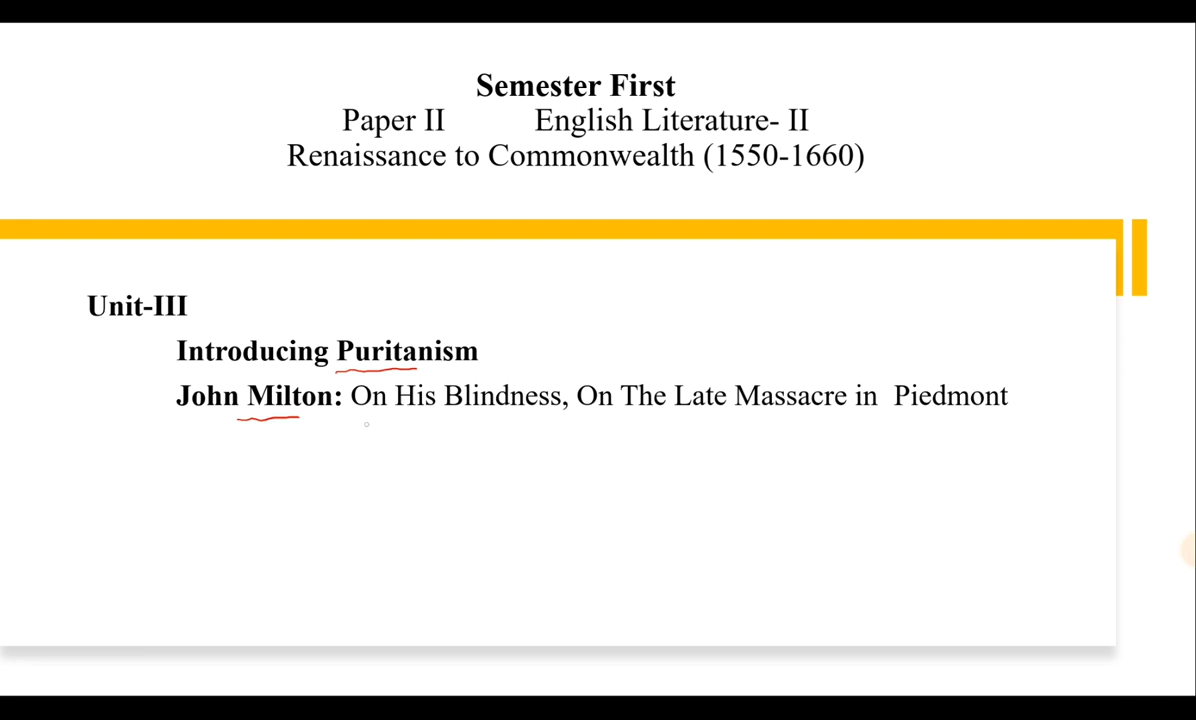 Semester First
Paper II English Literature- II
Renaissance to Commonwealth (1550-1660)
Unit-III
Introducing Puritanism
John Milton: On His Blindness, On The Late Massacre in Piedmont